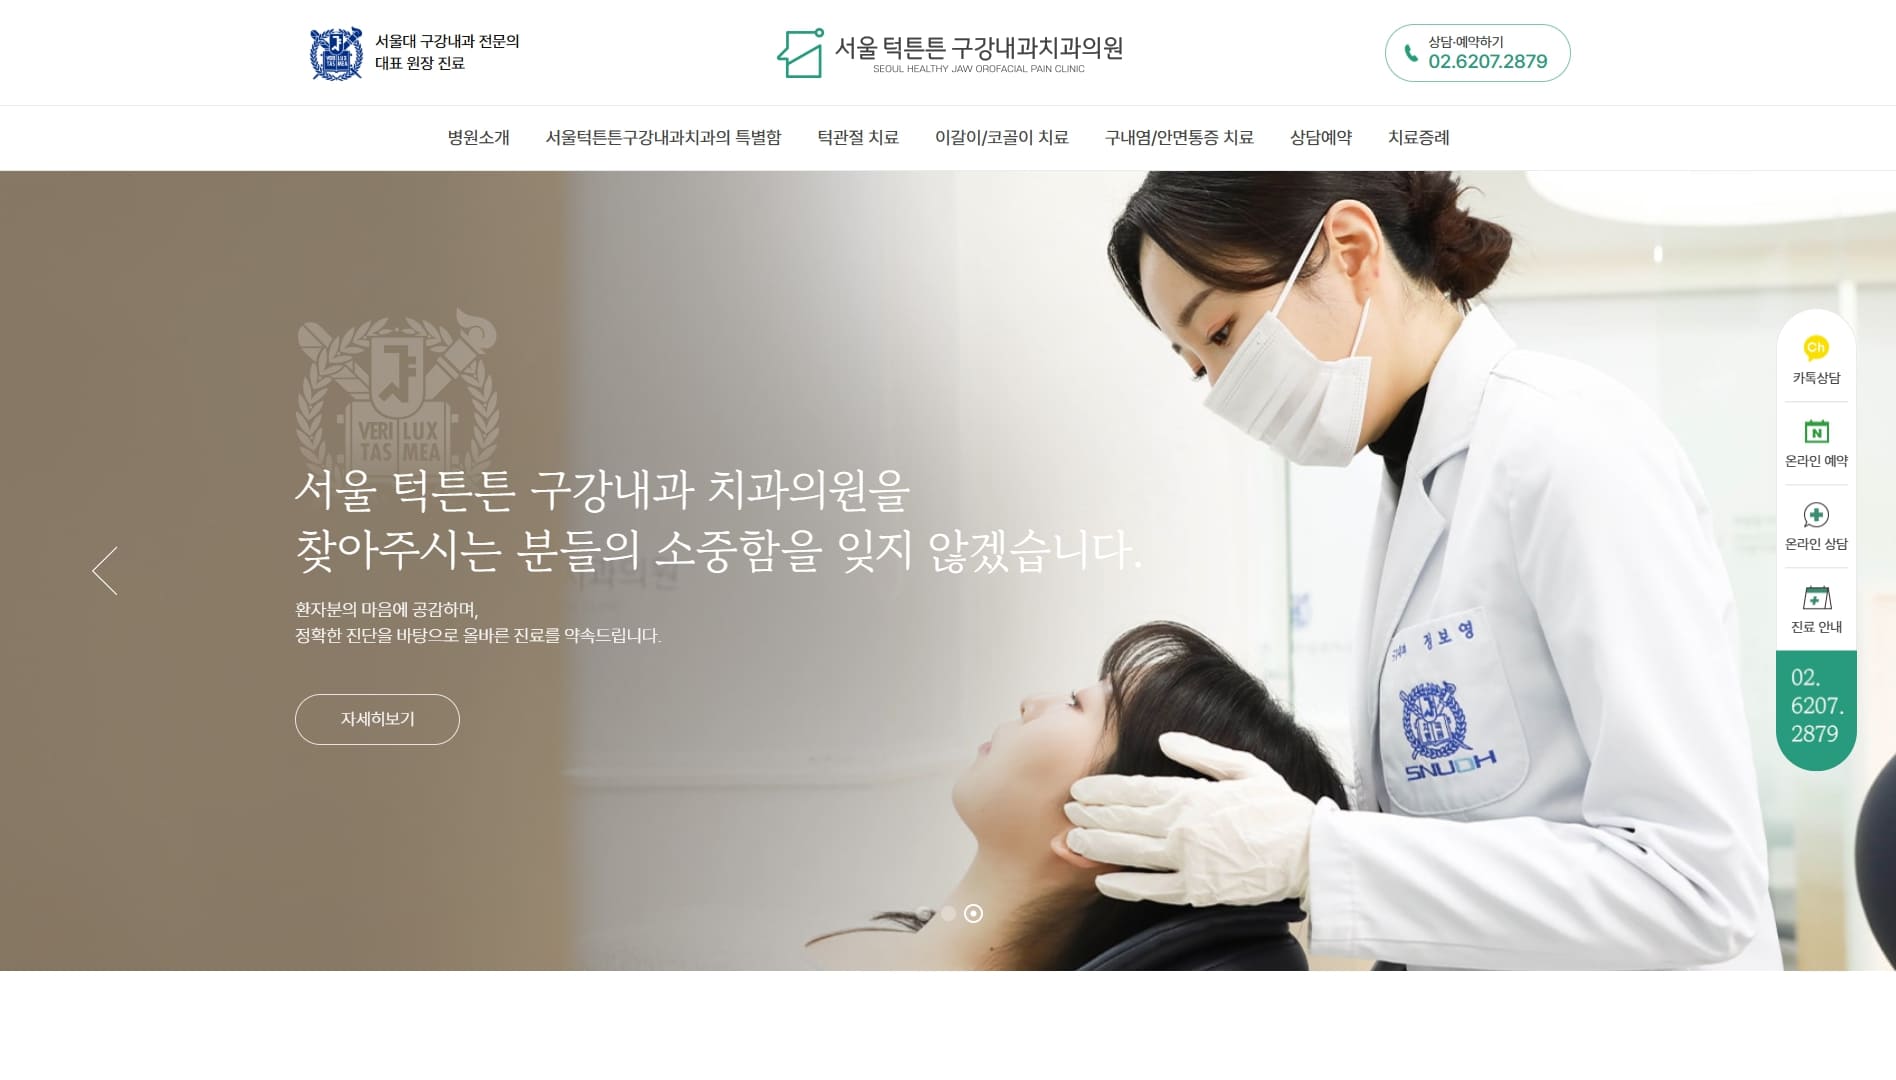 서울대 구강내과 전문의
대표 원장 진료
서울 턱튼튼 구강내과치과의원
SEOUL HEALTHY JAW OROFACIAL PAIN CLINIC
상담·예약하기
02.6207.2879
병원소개 서울턱튼튼구강내과치과의 특별함 턱관절 치료 이갈이/코골이 치료 구내염/안면통증 치료 상담예약 치료증례
VERI LUX
TAS MEA
서울 턱튼튼 구강내과 치과의원을
찾아주시는 분들의 소중함을 잊지 않겠습니다.
환자분의 마음에 공감하며,
정확한 진단을 바탕으로 올바른 진료를 약속드립니다.
자세히보기
정보영
SNUDH
Ch
카톡상담
N
온라인 예약
온라인 상담
진료 안내
02.
6207.
2879